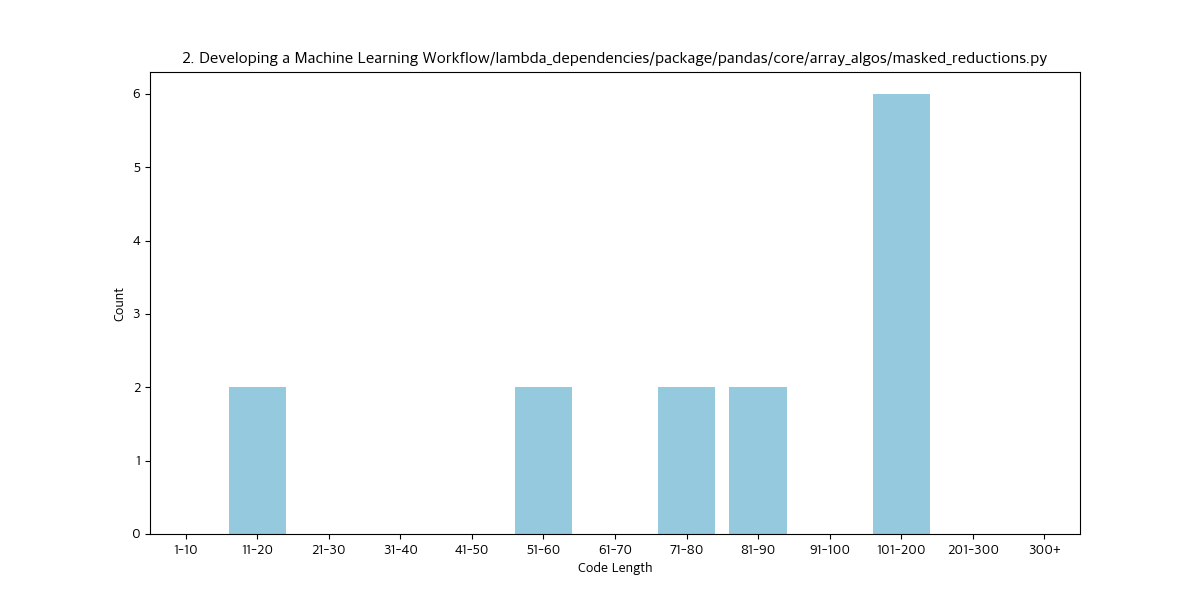 2. Developing a Machine Learning Workflow/lambda_dependencies/package/pandas/core/array_algos/masked_reductions.py
6
5
4
3
2
1
0
Count
1-10 11-20 21-30 31-40 41-50 51-60 61-70 71-80 81-90 91-100 101-200 201-300 300+
Code Length